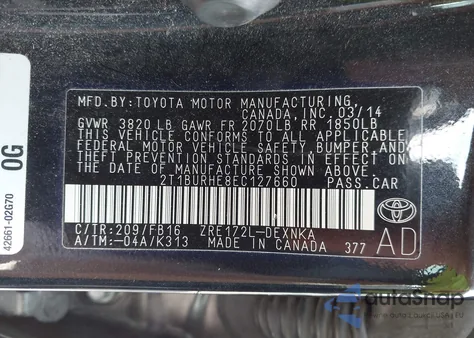 MFD.BY:TOYOTA MOTOR MANUFACTURING,
CANADA, INC. 03/14
GVWR 3820 LB GAWR FR 2070LB RR 1850LB
THIS VEHICLE CONFORMS TO ALL APPLICABLE
FEDERAL MOTOR VEHICLE SAFETY, BUMPER, AND
THEFT PREVENTION STANDARDS IN EFFECT ON
THE DATE OF MANUFACTURE SHOWN ABOVE.
2T1BURHE8EC127660 PASS.CAR
C/TR:209/FB16 ZRE172L-DEXNKA
A/TM:-04A/K313 MADE IN CANADA 377
AD
TOYOTA
0G
42661-02G70
autoShap